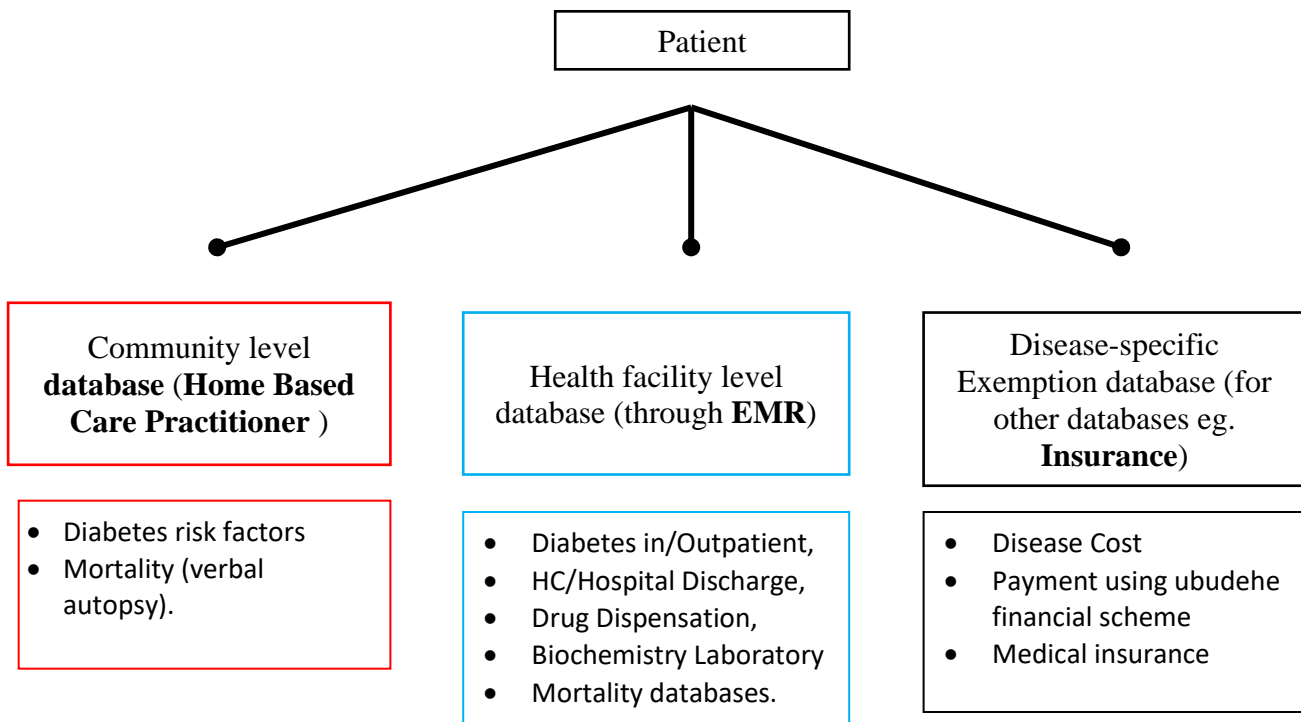 Patient
Community level
database (Home Based
Care Practitioner )
Health facility level
database (through EMR)
Disease-specific
Exemption database (for
other databases eg.
Insurance)
• Diabetes risk factors
• Mortality (verbal
autopsy).
• Diabetes in/Outpatient,
• HC/Hospital Discharge,
• Drug Dispensation,
• Biochemistry Laboratory
• Mortality databases.
• Disease Cost
• Payment using ubudehe
financial scheme
• Medical insurance